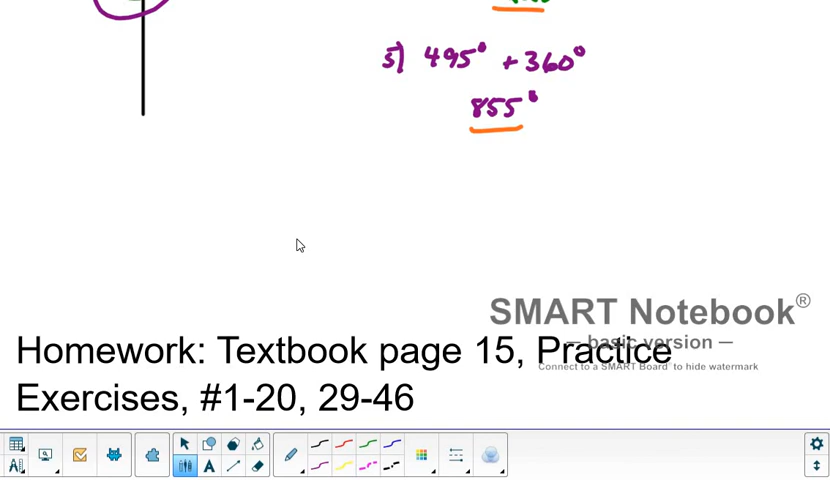 5) 495° + 360°
855°
SMART Notebook®
— basic version —
Connect to a SMART Board® to hide watermark
Homework: Textbook page 15, Practice
Exercises, #1-20, 29-46